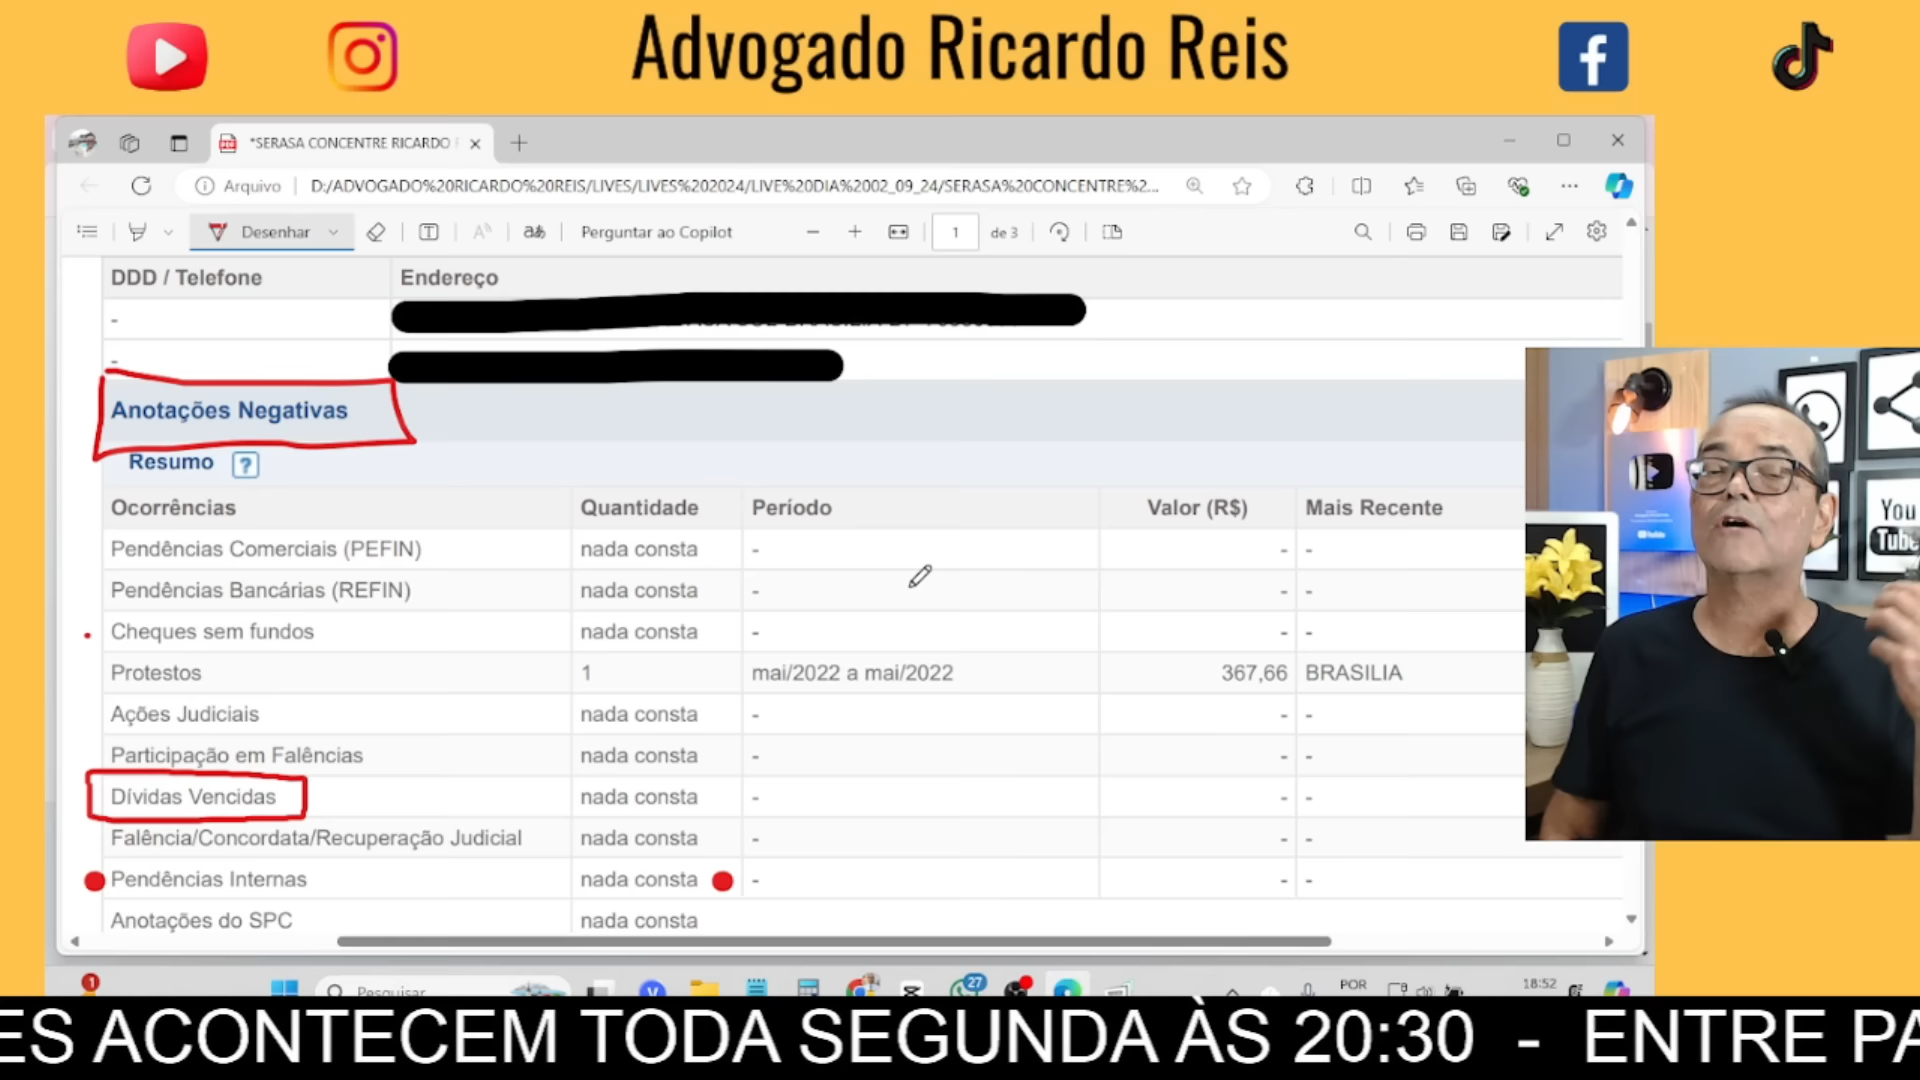 Advogado Ricardo Reis
*SERASA CONCENTRE RICARDO
Arquivo D:/ADVOGADO%20RICARDO%20REIS/LIVES/LIVES%202024/LIVE%20DIA%2002_09_24/SERASA%20CONCENTRE%2...
Desenhar Perguntar ao Copilot 1 de 3
DDD / Telefone Endereço
-
-
Anotações Negativas
Resumo ?
Ocorrências Quantidade Período Valor (R$) Mais Recente
Pendências Comerciais (PEFIN) nada consta - - -
Pendências Bancárias (REFIN) nada consta - - -
Cheques sem fundos nada consta - - -
Protestos 1 mai/2022 a mai/2022 367,66 BRASILIA
Ações Judiciais nada consta - - -
Participação em Falências nada consta - - -
Dívidas Vencidas nada consta - - -
Falência/Concordata/Recuperação Judicial nada consta - - -
Pendências Internas nada consta - - -
Anotações do SPC nada consta
You
Tube
1 Pesquisar 27 POR 18:52
ES ACONTECEM TODA SEGUNDA ÀS 20:30 - ENTRE PA